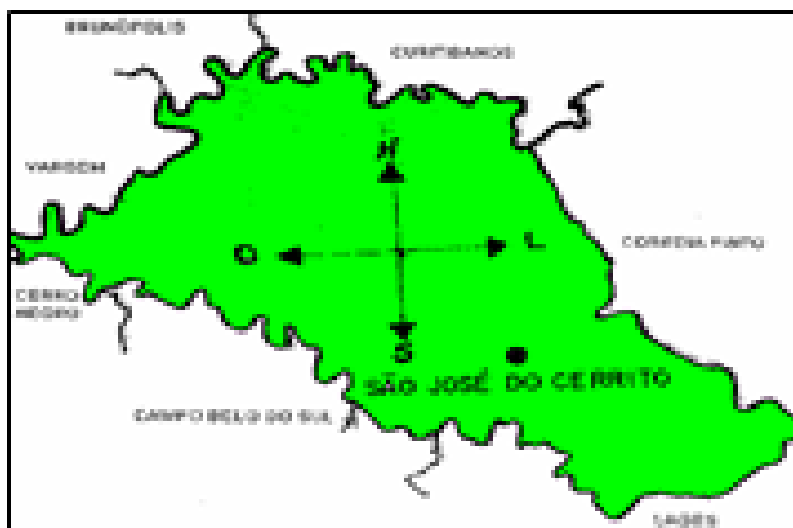 BRUNÓPOLIS
CURITIBANOS
N
VARGEM
O
L
CORREIA PINTO
CERRO
NEGRO
S
SÃO JOSÉ DO CERRITO
CAMPO BELO DO SUL
LAGES